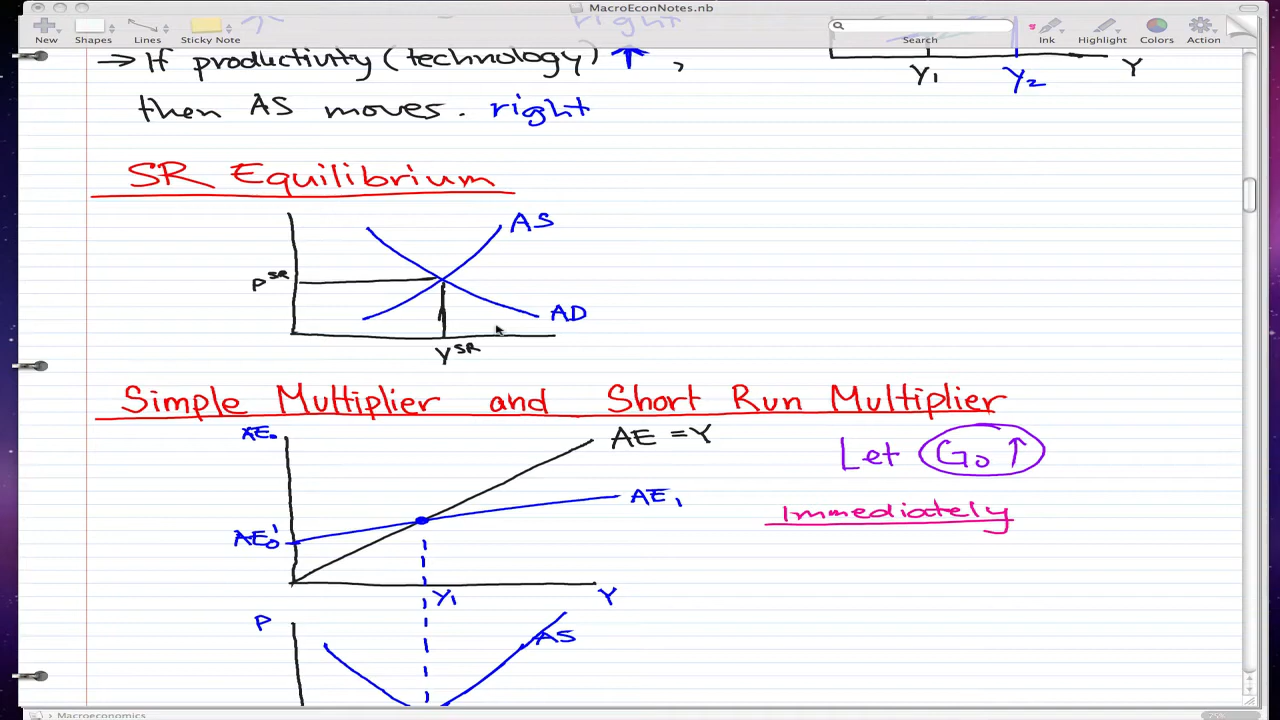 MacroEconNotes.nb
New Shapes Lines Sticky Note Search Ink Highlight Colors Action
right
→ If productivity (technology) ↑ ,
then AS moves. right
Y1 Y2 Y
SR Equilibrium
AS
P^SR
AD
Y^SR
Simple Multiplier and Short Run Multiplier
AE0
AE = Y
Let G0 ↑
AE1
Immediately
AE0'
Y1 Y
P
AS
Macroeconomics